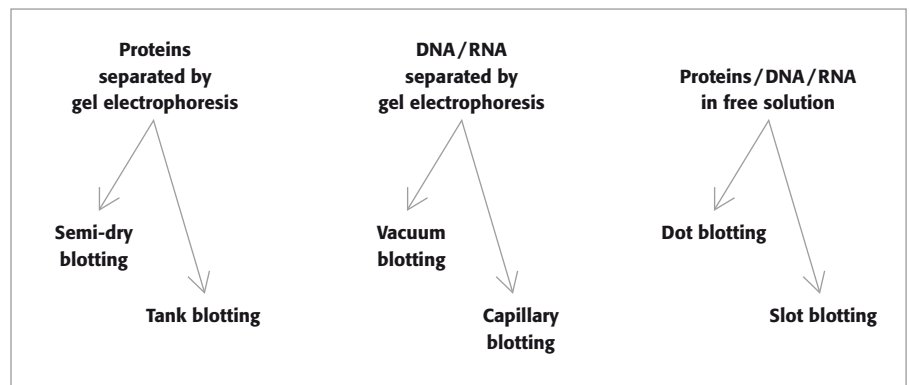 Proteins
separated by
gel electrophoresis
DNA/RNA
separated by
gel electrophoresis
Proteins/DNA/RNA
in free solution
Semi-dry
blotting
Vacuum
blotting
Dot blotting
Tank blotting
Capillary
blotting
Slot blotting